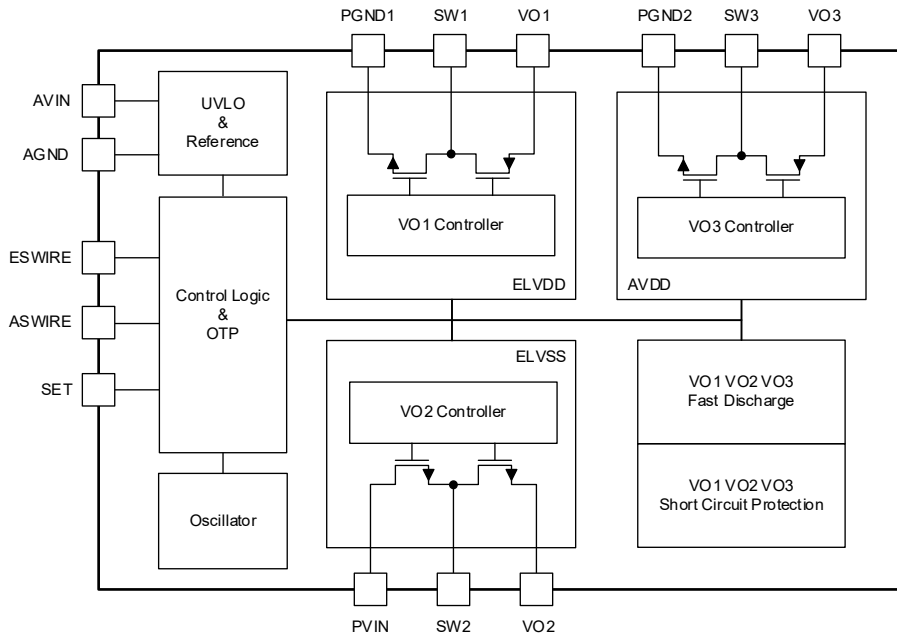 PGND1
SW1
VO1
PGND2
SW3
VO3
AVIN
AGND
UVLO
&
Reference
ESWIRE
ASWIRE
SET
Control Logic
&
OTP
Oscillator
VO1 Controller
ELVDD
VO3 Controller
AVDD
ELVSS
VO2 Controller
VO1 VO2 VO3
Fast Discharge
VO1 VO2 VO3
Short Circuit Protection
PVIN
SW2
VO2